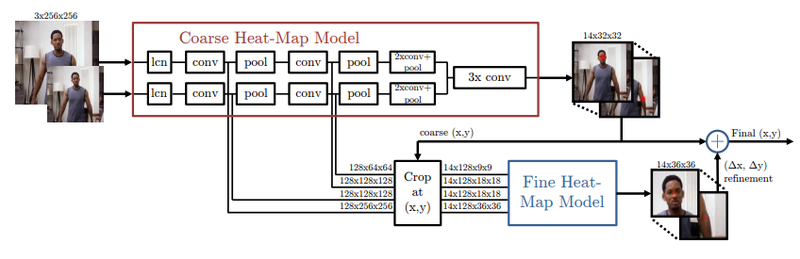 3x256x256
Coarse Heat-Map Model
lcn conv pool conv pool 2xconv+
pool
3x conv
lcn conv pool conv pool 2xconv+
pool
14x32x32
coarse (x,y)
Final (x,y)
+
(Δx, Δy)
refinement
128x64x64
128x128x128
128x128x128
128x256x256
Crop
at
(x,y)
14x128x9x9
14x128x18x18
14x128x18x18
14x128x36x36
Fine Heat-
Map Model
14x36x36